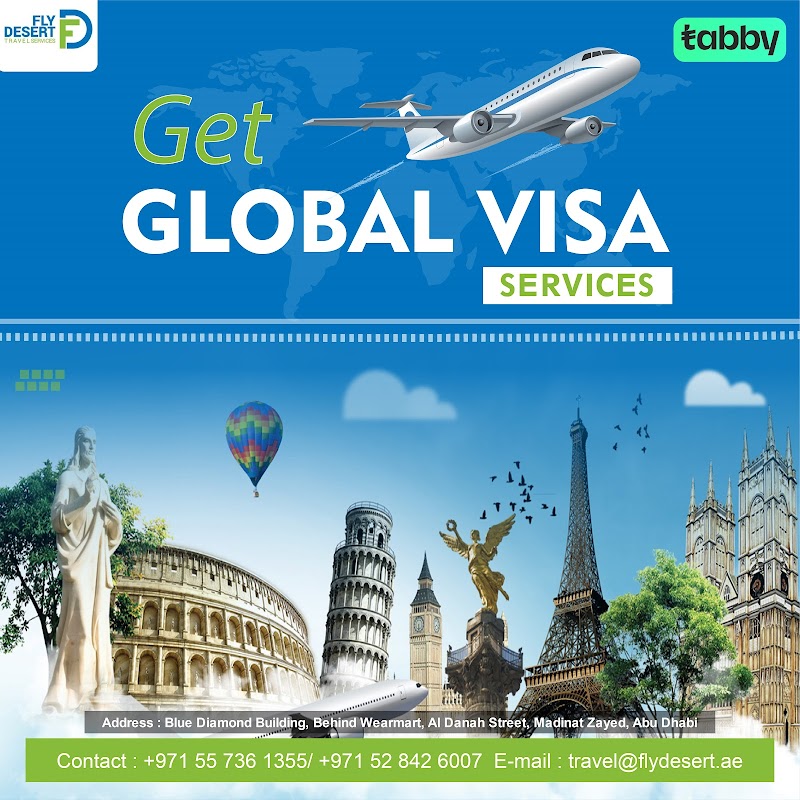 FLY
DESERT
TRAVEL SERVICES
tabby
Get
GLOBAL VISA
SERVICES
Address : Blue Diamond Building, Behind Wearmart, Al Danah Street, Madinat Zayed, Abu Dhabi
Contact : +971 55 736 1355/ +971 52 842 6007 E-mail : travel@flydesert.ae